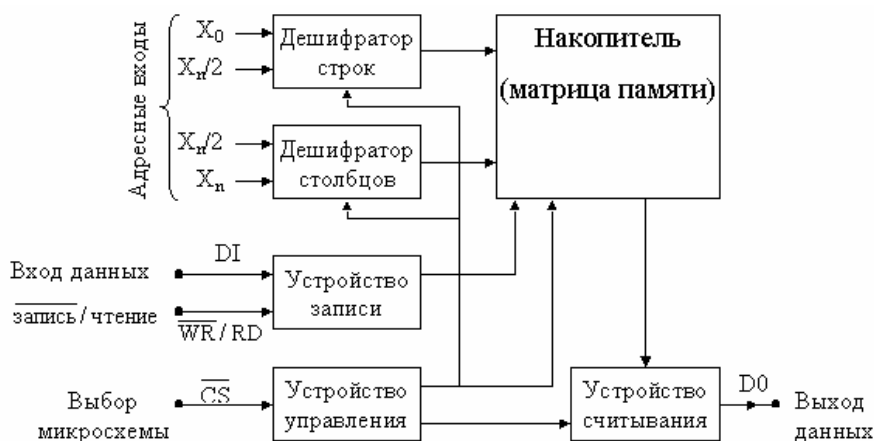 Адресные входы
X0
Xn/2
Дешифратор
строк
Накопитель
(матрица памяти)
Xn/2
Xn
Дешифратор
столбцов
Вход данных
DI
Устройство
записи
запись / чтение
WR / RD
Выбор
микросхемы
CS
Устройство
управления
Устройство
считывания
D0
Выход
данных